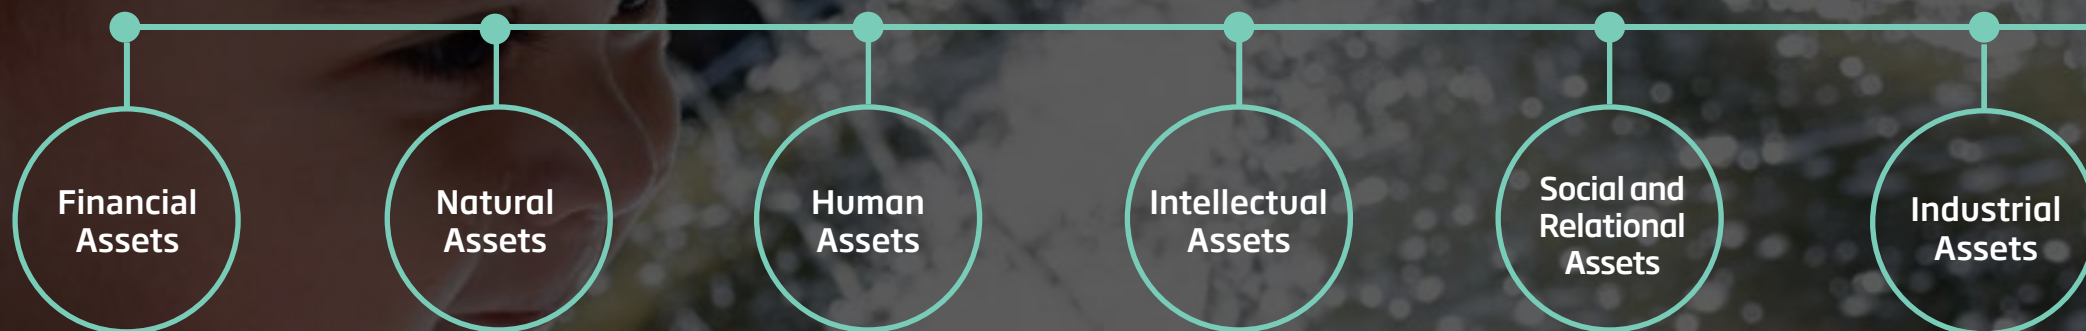 Financial
Assets
Natural
Assets
Human
Assets
Intellectual
Assets
Social and
Relational
Assets
Industrial
Assets